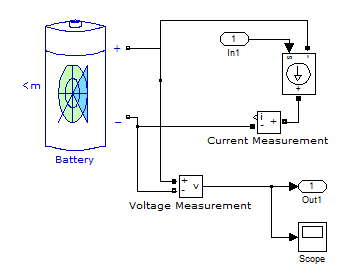 +
1
In1
s
-
+
<m
-
i
- +
Current Measurement
Battery
+
-
v
Voltage Measurement
1
Out1
Scope